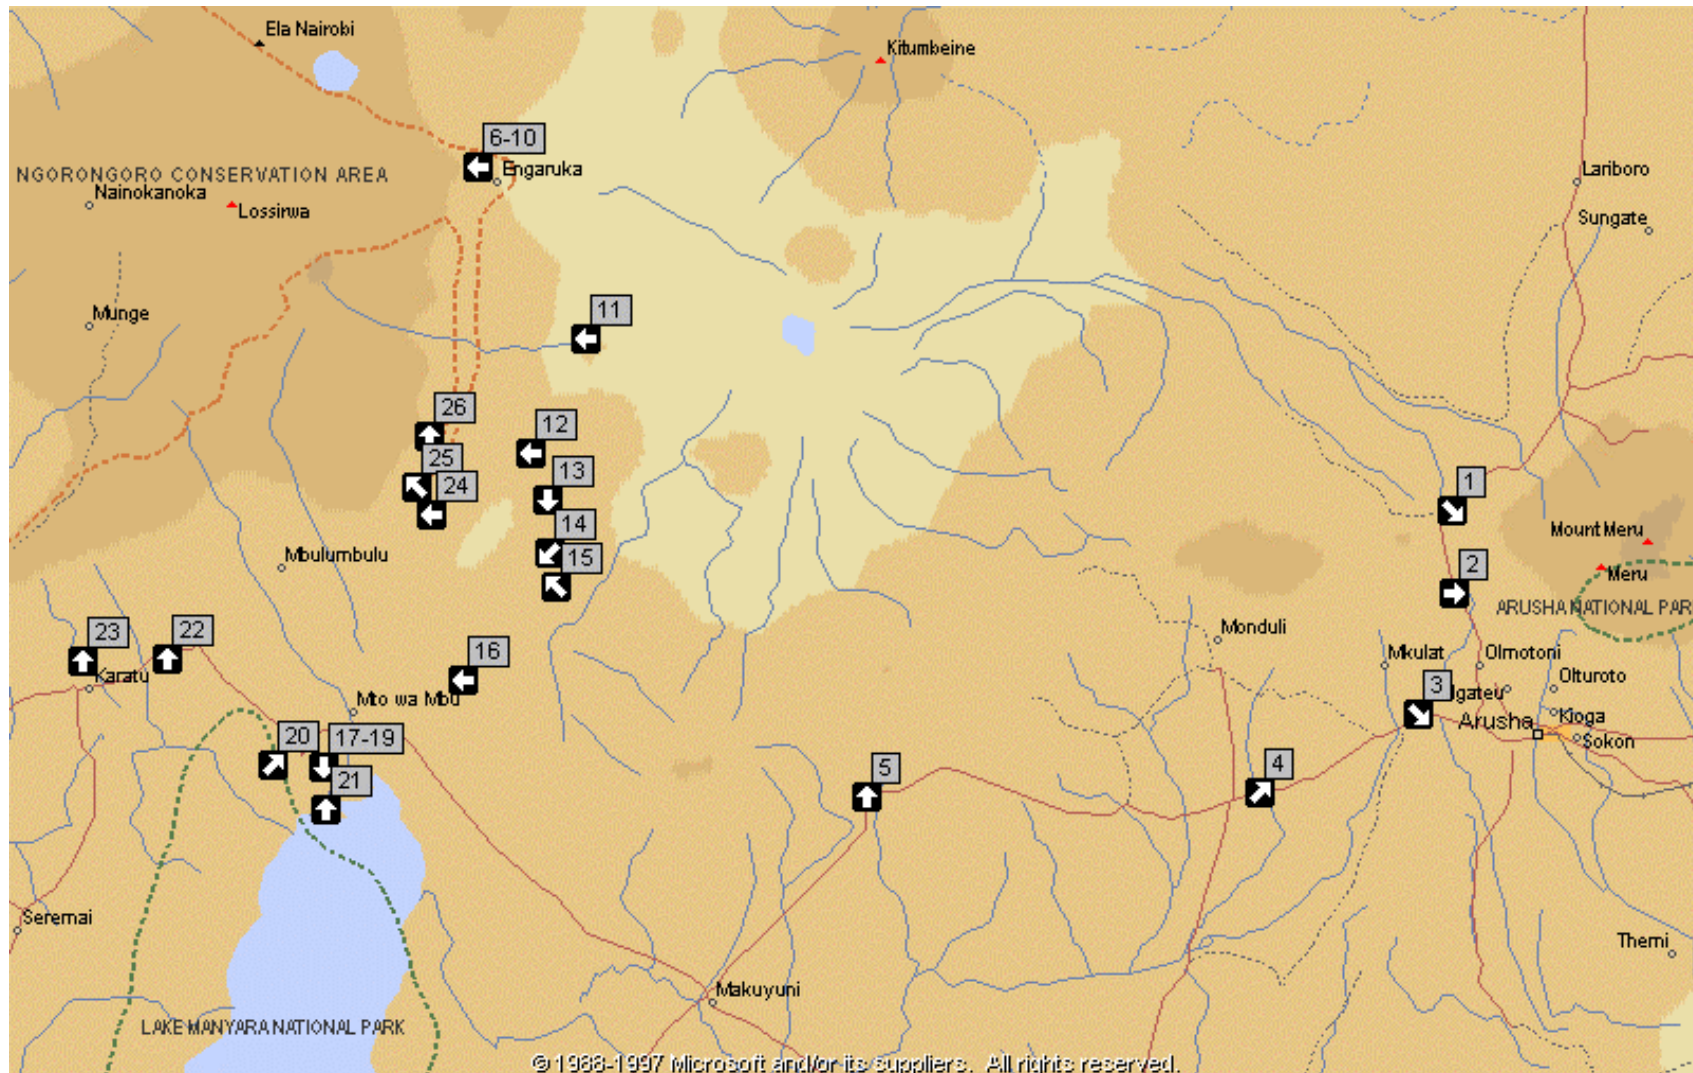 Ela Nairobi
Kitumbeine
6-10
Engaruka
NGORONGORO CONSERVATION AREA
Nainokanoka
Lossirwa
Lariboro
Sungate
Munge
11
26
12
25
13
24
14
15
1
Mount Meru
Meru
2
ARUSHA NATIONAL PAR
Mbulumbulu
Monduli
23
22
16
Karatu
Mto wa Mbu
Mkulat
Olmotoni
Olturoto
3
Igateu
Kioga
Arusha
Sokon
20
17-19
21
5
4
Seremai
Themi
Makuyuni
LAKE MANYARA NATIONAL PARK
© 1988-1997 Microsoft and/or its suppliers. All rights reserved.